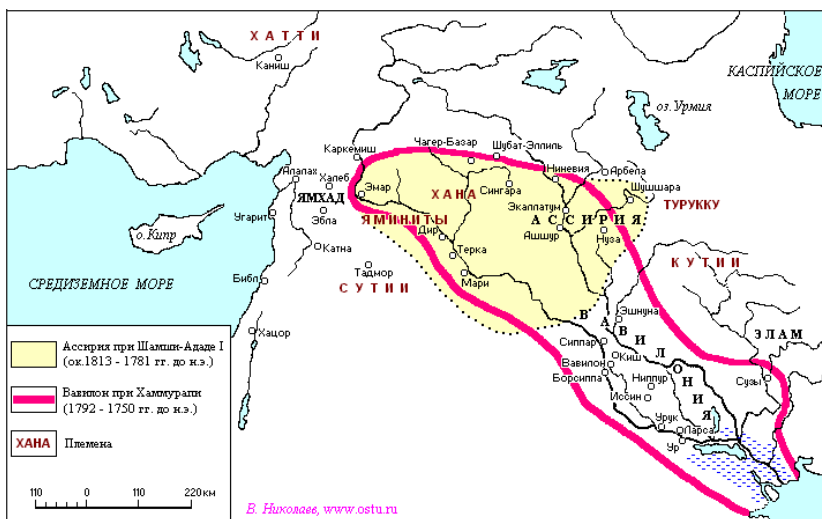 ХАТТИ
Каниш
КАСПИЙСКОЕ
МОРЕ
оз. Урмия
Каркемиш
Чагер-Базар
Шубат-Эллиль
Ниневия
Арбела
Алалах
Халеб
Эмар
ХАНА
Сингара
Шушшара
ЯМХАД
Экаллатум
ТУРУККУ
Угарит
Эбла
ЯМИНИТЫ
АССИРИЯ
Дир
Ашшур
Нуза
о. Кипр
Катна
Терка
КУТИИ
Тадмор
Мари
СРЕДИЗЕМНОЕ МОРЕ
Библ
СУТИИ
Эшнуна
ВАВИЛОНИЯ
ЗЛАМ
Хацор
Сиппар
Киш
Вавилон
Борсиппа
Ниппур
Сузы
Иссин
Урук
Ларса
Ур
Ассирия при Шамши-Ададе I
(ок.1813 - 1781 гг. до н.э.)
Вавилон при Хаммурапи
(1792 - 1750 гг. до н.э.)
ХАНА Племена
110 0 110 220 км
В. Николаев, www.ostu.ru